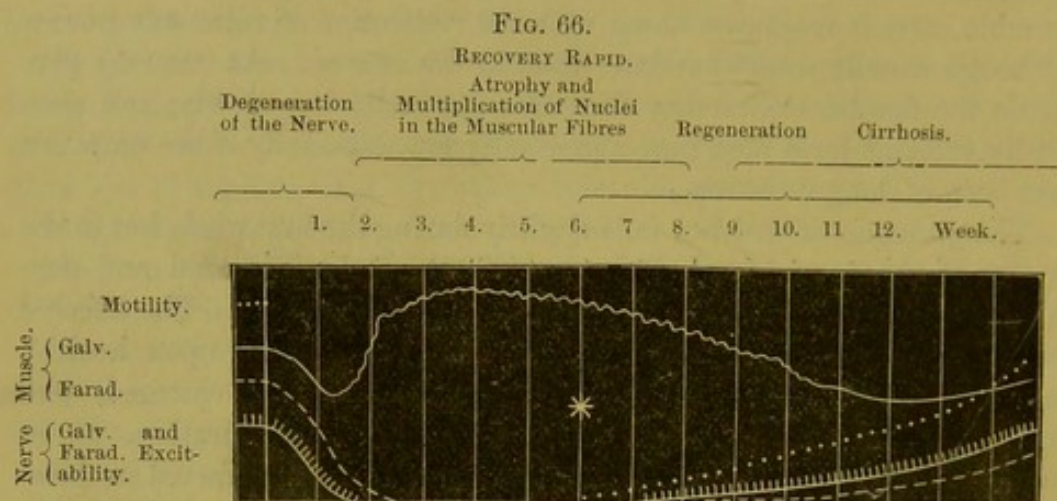 FIG. 66.
RECOVERY RAPID.
Degeneration
of the Nerve.
Atrophy and
Multiplication of Nuclei
in the Muscular Fibres
Regeneration
Cirrhosis.
1. 2. 3. 4. 5. 6. 7 8. 9. 10. 11 12. Week.
Motility.
Muscle.
Galv.
Farad.
Nerve
Galv. and
Farad. Excit-
ability.